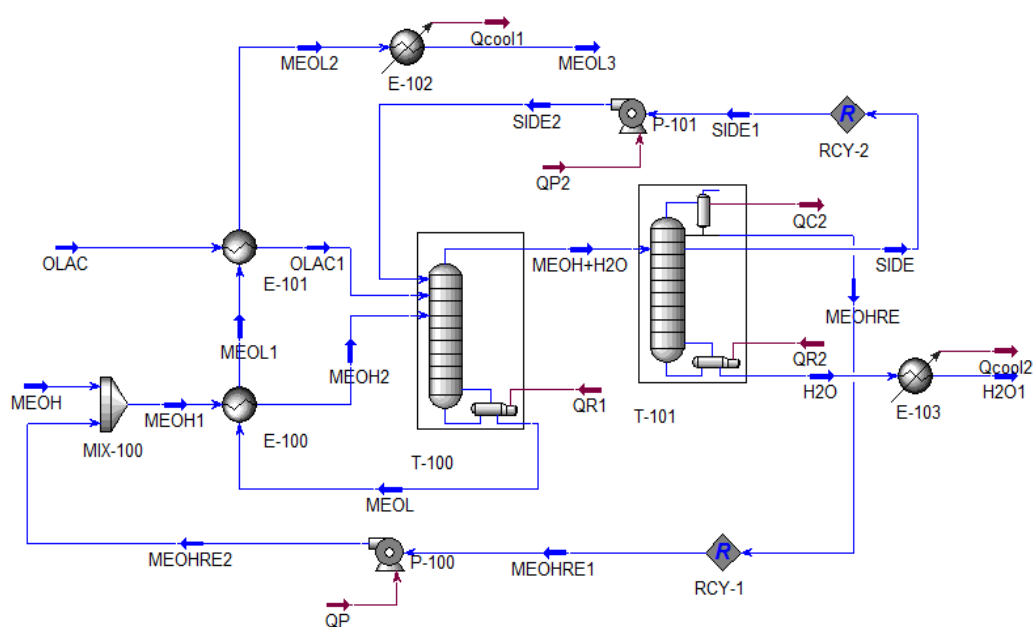 Qcool1
MEOL2
MEOL3
E-102
SIDE2
P-101
SIDE1
RCY-2
QP2
QC2
OLAC
OLAC1
E-101
MEOH+H2O
SIDE
MEOHRE
MEOL1
MEOH2
QR2
Qcool2
MEOH
MEOH1
QR1
H2O
H2O1
E-103
MIX-100
E-100
T-101
T-100
MEOL
MEOHRE2
P-100
MEOHRE1
RCY-1
QP
R
R